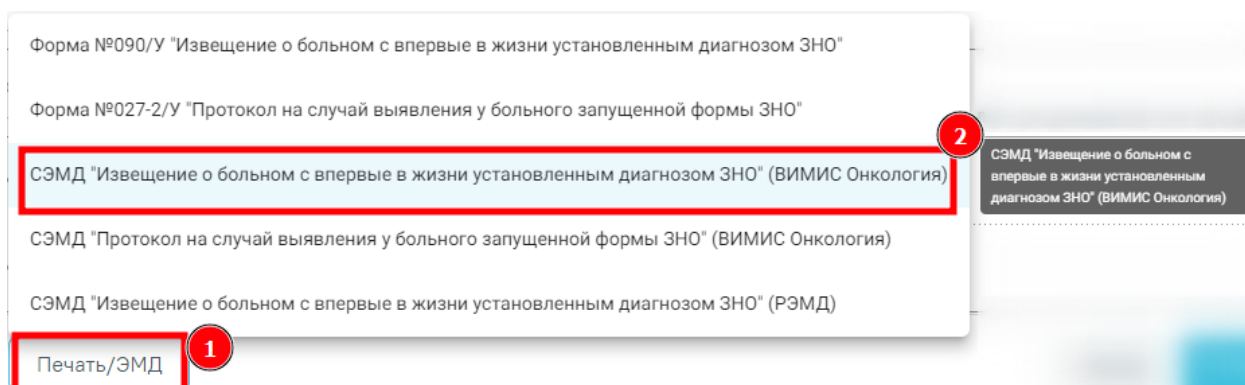 Форма №090/У "Извещение о больном с впервые в жизни установленным диагнозом ЗНО"
Форма №027-2/У "Протокол на случай выявления у больного запущенной формы ЗНО"
2
СЭМД "Извещение о больном с впервые в жизни установленным диагнозом ЗНО" (ВИМИС Онкология)
СЭМД "Извещение о больном с
впервые в жизни установленным
диагнозом ЗНО" (ВИМИС Онкология)
СЭМД "Протокол на случай выявления у больного запущенной формы ЗНО" (ВИМИС Онкология)
СЭМД "Извещение о больном с впервые в жизни установленным диагнозом ЗНО" (РЭМД)
1
Печать/ЭМД